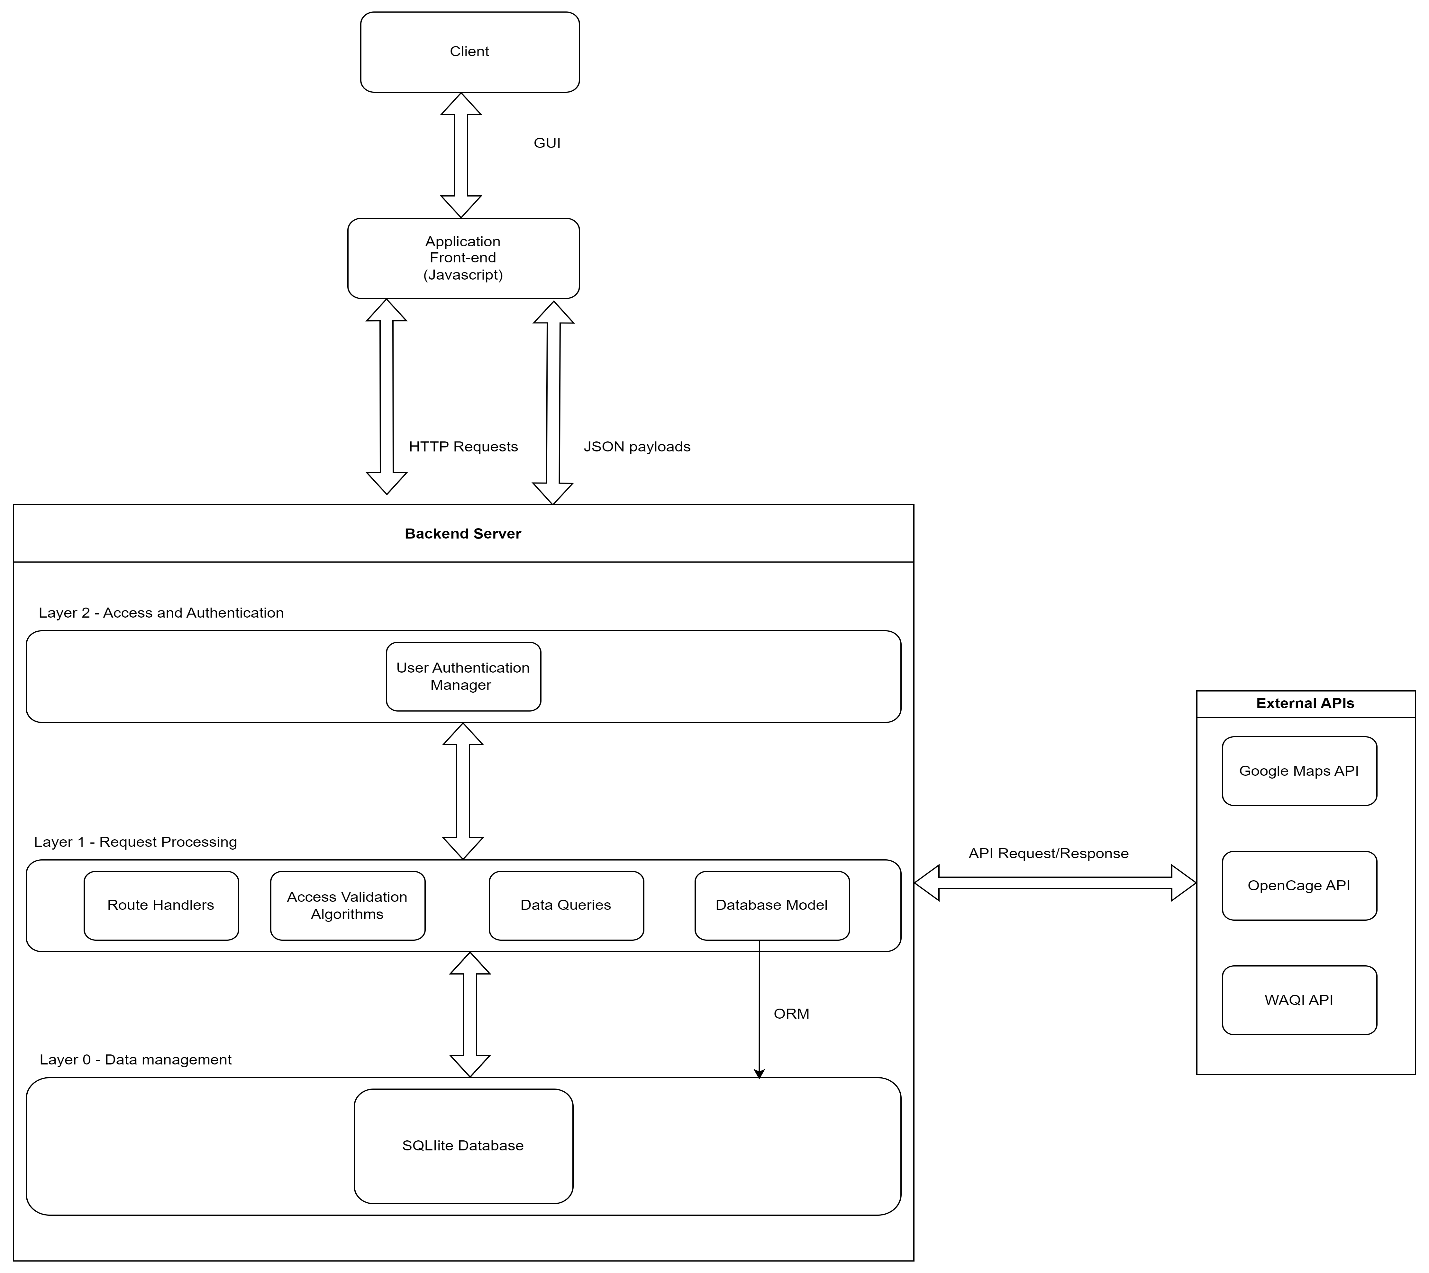 Client
GUI
Application
Front-end
(Javascript)
HTTP Requests
JSON payloads
Backend Server
Layer 2 - Access and Authentication
User Authentication
Manager
External APIs
Google Maps API
Layer 1 - Request Processing
API Request/Response
Route Handlers
Access Validation
Algorithms
Data Queries
Database Model
OpenCage API
WAQI API
ORM
Layer 0 - Data management
SQLIite Database